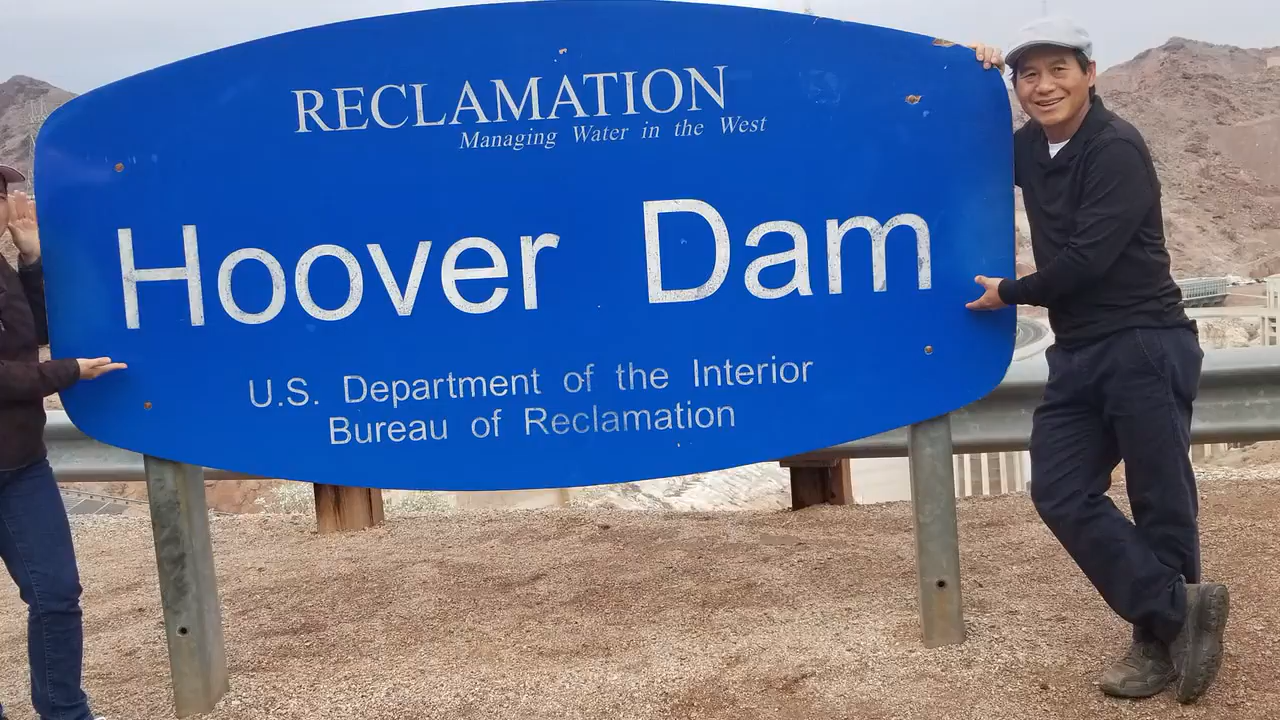 RECLAMATION
Managing Water in the West
Hoover Dam
U.S. Department of the Interior
Bureau of Reclamation